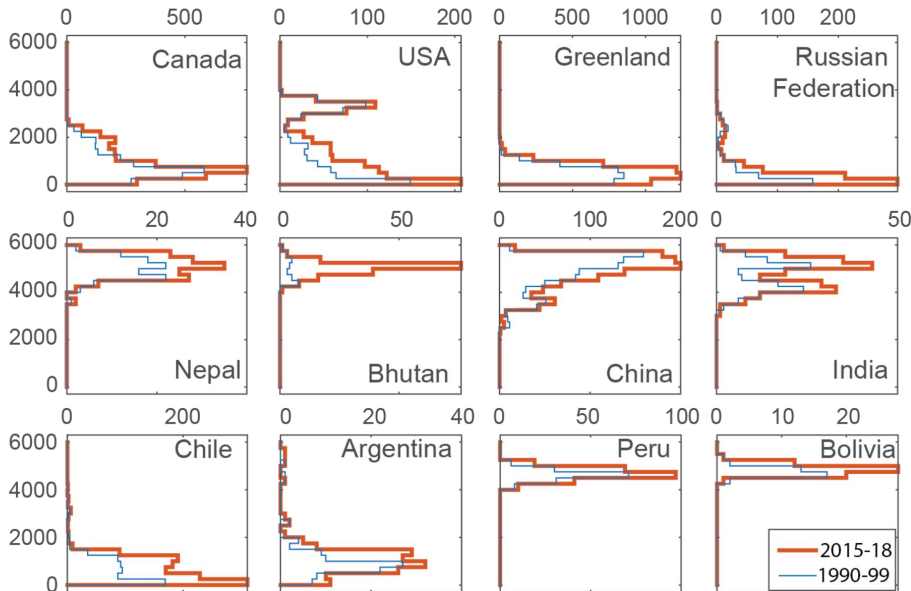 0 500
0 100 200
0 500 1000
0 50 100
6000
4000
2000
0
Canada
USA
Greenland
Russian
Federation
0 20 40
0 50
0 100 200
0 50
6000
4000
2000
0
Nepal
Bhutan
China
India
0 200
0 20 40
0 50 100
0 10 20
6000
4000
2000
0
Chile
Argentina
Peru
Bolivia
2015-18
1990-99